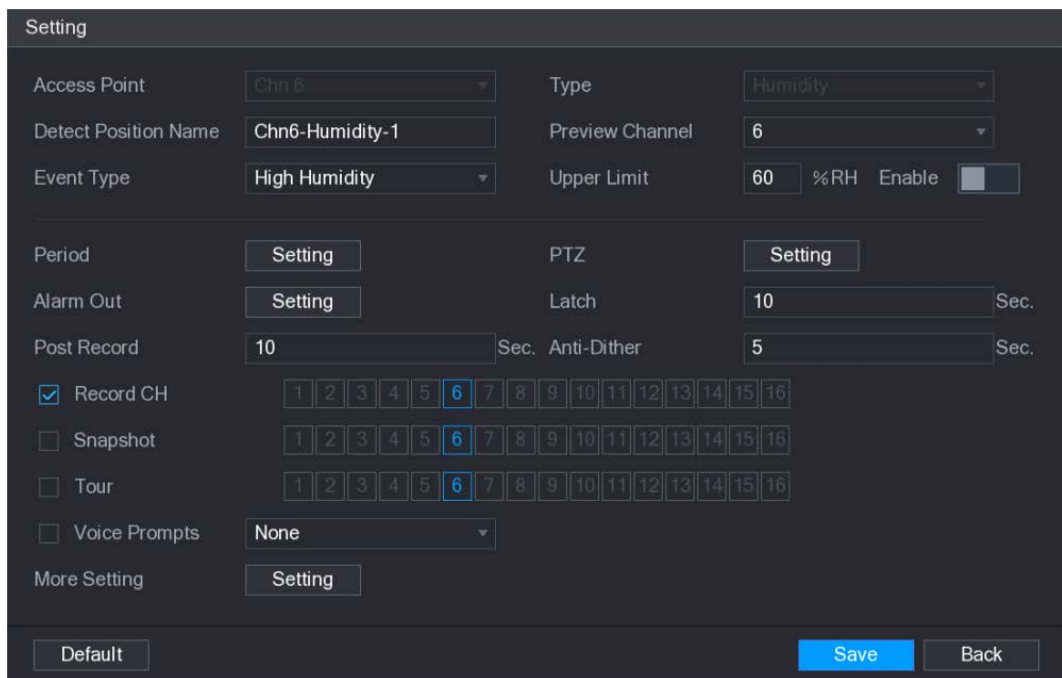 Setting
Access Point Chn 6 Type Humidity
Detect Position Name Chn6-Humidity-1 Preview Channel 6
Event Type High Humidity Upper Limit 60 %RH Enable
Period Setting PTZ Setting
Alarm Out Setting Latch 10 Sec.
Post Record 10 Sec. Anti-Dither 5 Sec.
Record CH 1 2 3 4 5 6 7 8 9 10 11 12 13 14 15 16
Snapshot 1 2 3 4 5 6 7 8 9 10 11 12 13 14 15 16
Tour 1 2 3 4 5 6 7 8 9 10 11 12 13 14 15 16
Voice Prompts None
More Setting Setting
Default Save Back